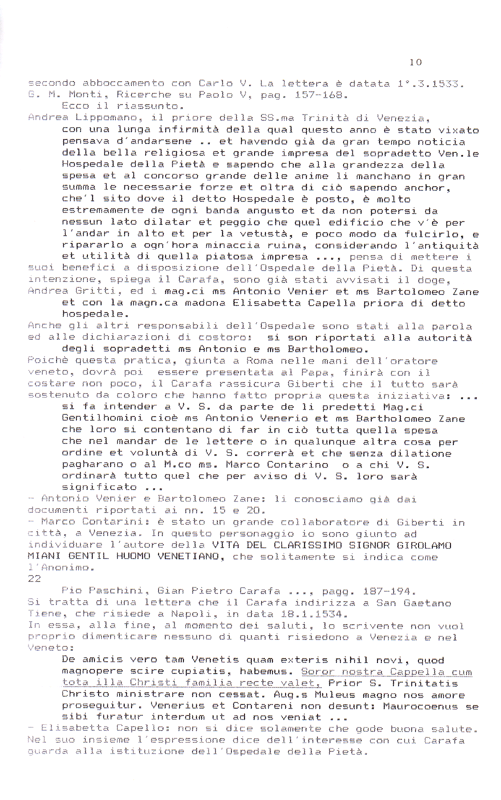 10
secondo abboccamento con Carlo V. La lettera è datata 1°.3.1533.
G. M. Monti, Ricerche su Paolo V, pag. 157-168.
Ecco il riassunto.
Andrea Lippomano, il priore della SS.ma Trinità di Venezia,
con una lunga infirmità della qual questo anno è stato vixato
pensava d'andarsene .. et havendo già da gran tempo noticia
della bella religiosa et grande impresa del sopradetto Ven.le
Hospedale della Pietà e sapendo che alla grandezza della
spesa et al concorso grande delle anime li manchano in gran
summa le necessarie forze et oltra di ciò sapendo anchor,
che'l sito dove il detto Hospedale è posto, è molto
estremamente de ogni banda angusto et da non potersi da
nessun lato dilatar et peggio che quel edificio che v'è per
l'andar in alto et per la vetustà, e poco modo da fulcirlo, e
ripararlo a ogn'hora minaccia ruina, considerando l'antiquità
et utilità di quella piatosa impresa ..., pensa di mettere i
suoi benefici a disposizione dell'Ospedale della Pietà. Di questa
intenzione, spiega il Carafa, sono già stati avvisati il doge,
Andrea Gritti, ed i mag.ci ms Antonio Venier et ms Bartolomeo Zane
et con la magn.ca madona Elisabetta Capella priora di detto
hospedale.
Anche gli altri responsabili dell'Ospedale sono stati alla parola
ed alle dichiarazioni di costoro: si son riportati alla autorità
degli sopradetti ms Antonio e ms Bartholomeo.
Poichè questa pratica, giunta a Roma nelle mani dell'oratore
veneto, dovrà poi essere presentata al Papa, finirà con il
costare non poco, il Carafa rassicura Giberti che il tutto sarà
sostenuto da coloro che hanno fatto propria questa iniziativa: ...
si fa intender a V. S. da parte de li predetti Mag.ci
Gentilhomini cioè ms Antonio Venerio et ms Bartholomeo Zane
che loro si contentano di far in ciò tutta quella spesa
che nel mandar de le lettere o in qualunque altra cosa per
ordine et voluntà di V. S. correrà et che senza dilatione
pagharano o al M.co ms. Marco Contarino o a chi V. S.
ordinarà tutto quel che per aviso di V. S. loro sarà
significato ...
- Antonio Venier e Bartolomeo Zane: li conosciamo già dai
documenti riportati ai nn. 15 e 20.
- Marco Contarini: è stato un grande collaboratore di Giberti in
città, a Venezia. In questo personaggio io sono giunto ad
individuare l'autore della VITA DEL CLARISSIMO SIGNOR GIROLAMO
MIANI GENTIL HUOMO VENETIANO, che solitamente si indica come
l'Anonimo.
22
Pio Paschini, Gian Pietro Carafa ..., pagg. 187-194.
Si tratta di una lettera che il Carafa indirizza a San Gaetano
Tiene, che risiede a Napoli, in data 18.1.1534.
In essa, alla fine, al momento dei saluti, lo scrivente non vuol
proprio dimenticare nessuno di quanti risiedono a Venezia e nel
Veneto:
De amicis vero tam Venetis quam exteris nihil novi, quod
magnopere scire cupiatis, habemus. Soror nostra Cappella cum
tota illa Christi familia recte valet, Prior S. Trinitatis
Christo ministrare non cessat. Aug.s Muleus magno nos amore
proseguitur. Venerius et Contareni non desunt: Maurocoenus se
sibi furatur interdum ut ad nos veniat ...
- Elisabetta Capello: non si dice solamente che gode buona salute.
Nel suo insieme l'espressione dice dell'interesse con cui Carafa
guarda alla istituzione dell'Ospedale della Pietà.